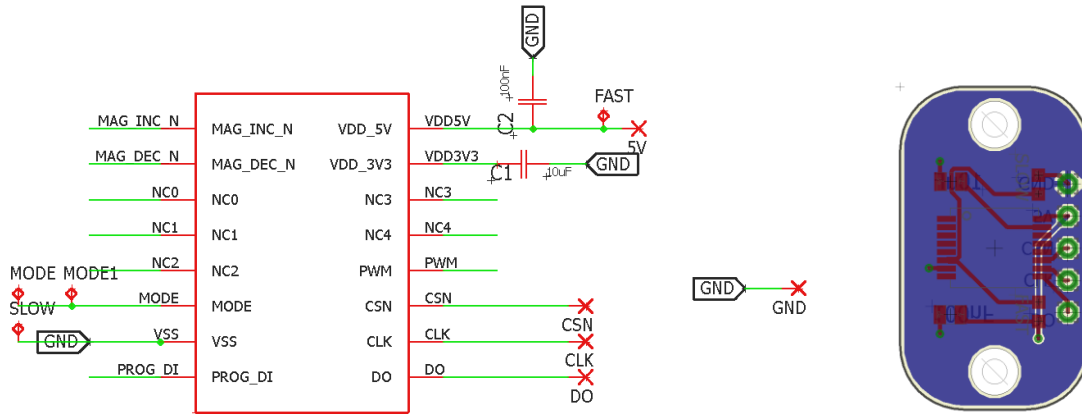 GND
100nF
C2
FAST
5V
MAG_INC_N
MAG_INC_N
VDD_5V
VDD5V
MAG_DEC_N
MAG_DEC_N
VDD_3V3
VDD3V3
C1
10uF
GND
NC0
NC0
NC3
NC3
NC1
NC1
NC4
NC4
NC2
NC2
PWM
PWM
MODE MODE1
MODE
MODE
CSN
CSN
CSN
SLOW
GND
VSS
VSS
CLK
CLK
CLK
PROG_DI
PROG_DI
DO
DO
DO
GND
GND